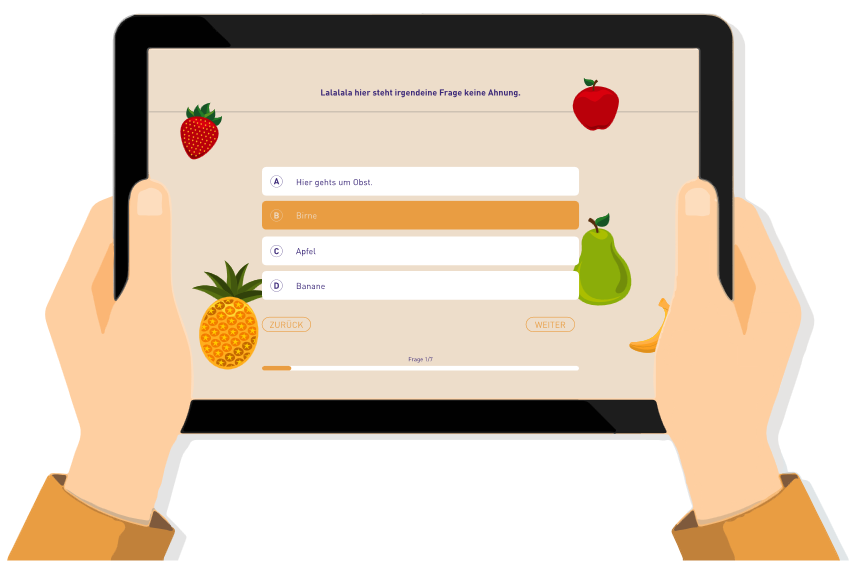 Lalalala hier steht irgendeine Frage keine Ahnung.
A Hier gehts um Obst.
B Birne
C Apfel
D Banane
ZURÜCK WEITER
Frage 1/7